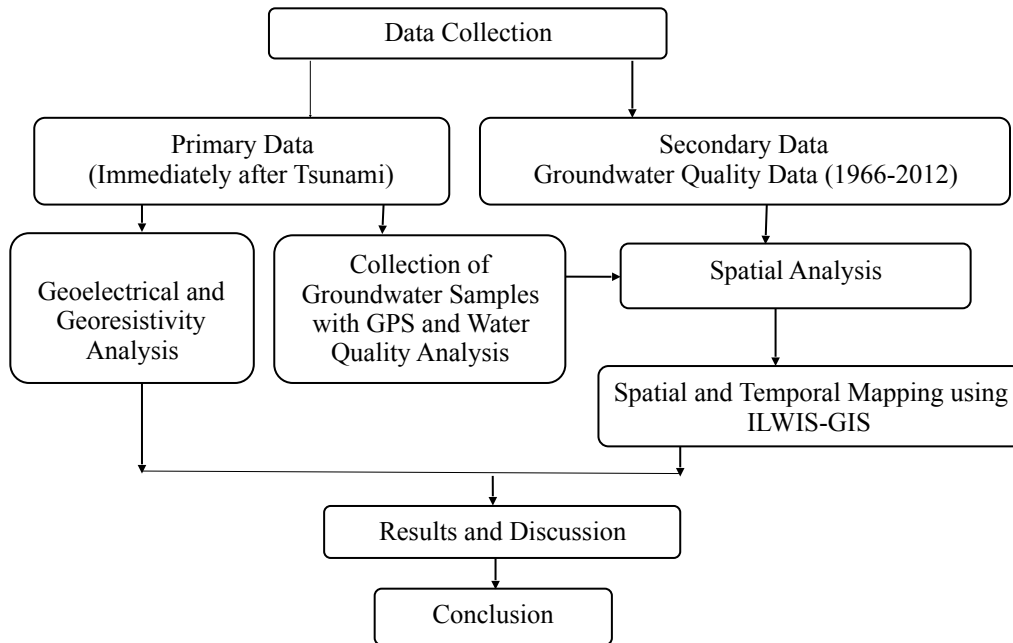 Data Collection
Primary Data
(Immediately after Tsunami)
Secondary Data
Groundwater Quality Data (1966-2012)
Geoelectrical and
Georesistivity
Analysis
Collection of
Groundwater Samples
with GPS and Water
Quality Analysis
Spatial Analysis
Spatial and Temporal Mapping using
ILWIS-GIS
Results and Discussion
Conclusion